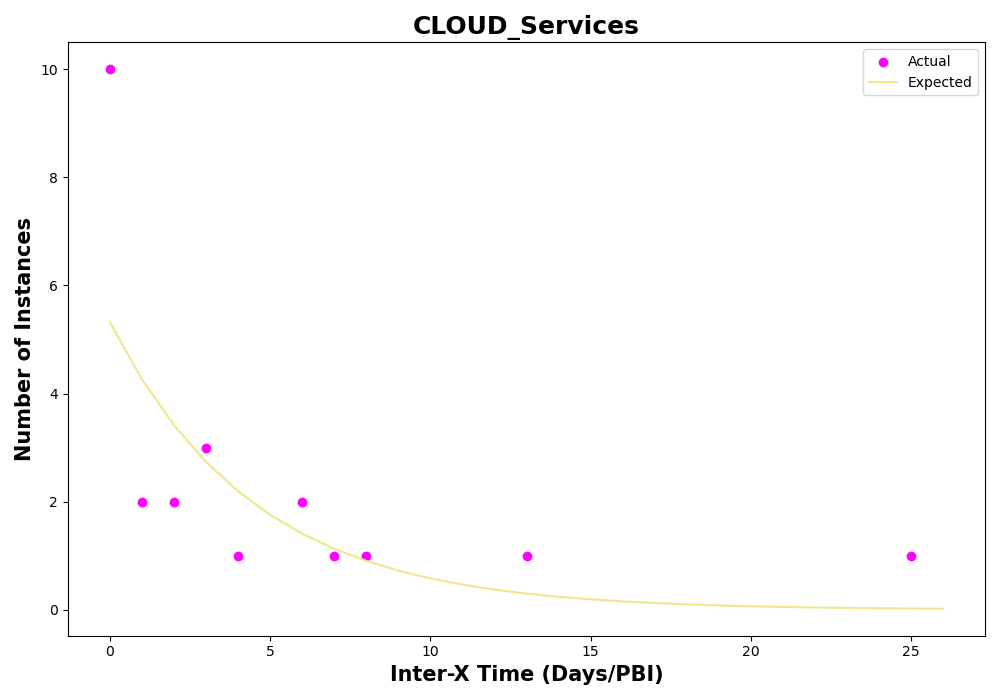 CLOUD_Services
Actual
Expected
Number of Instances
10
8
6
4
2
0
0 5 10 15 20 25
Inter-X Time (Days/PBI)